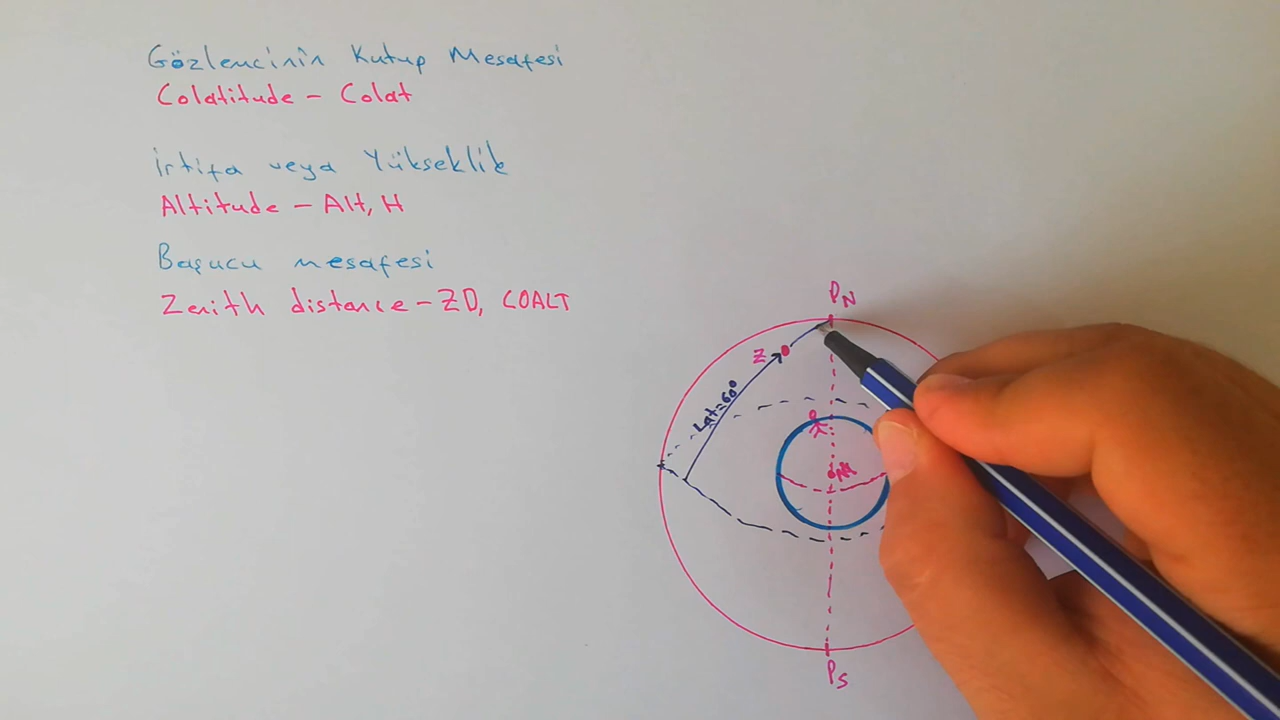 Gözlemcinin Kutup Mesafesi
Colatitude - Colat
İrtifa veya Yükseklik
Altitude - Alt, H
Başucu mesafesi
Zenith distance - ZD, COALT
PN
Z
Lat=60°
M
PS